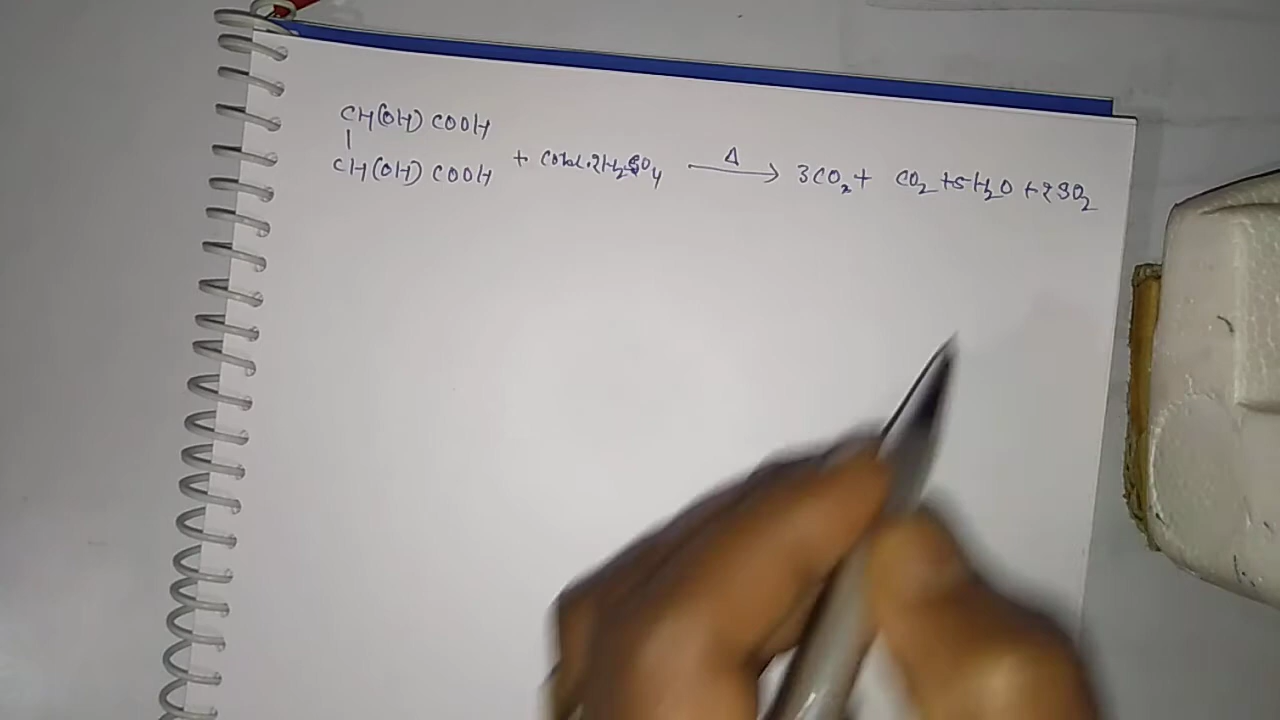 CH(OH) COOH
|
CH(OH) COOH + conc. 2H₂SO₄ —Δ→ 3CO₂ + CO₂ + 5H₂O + 2SO₂